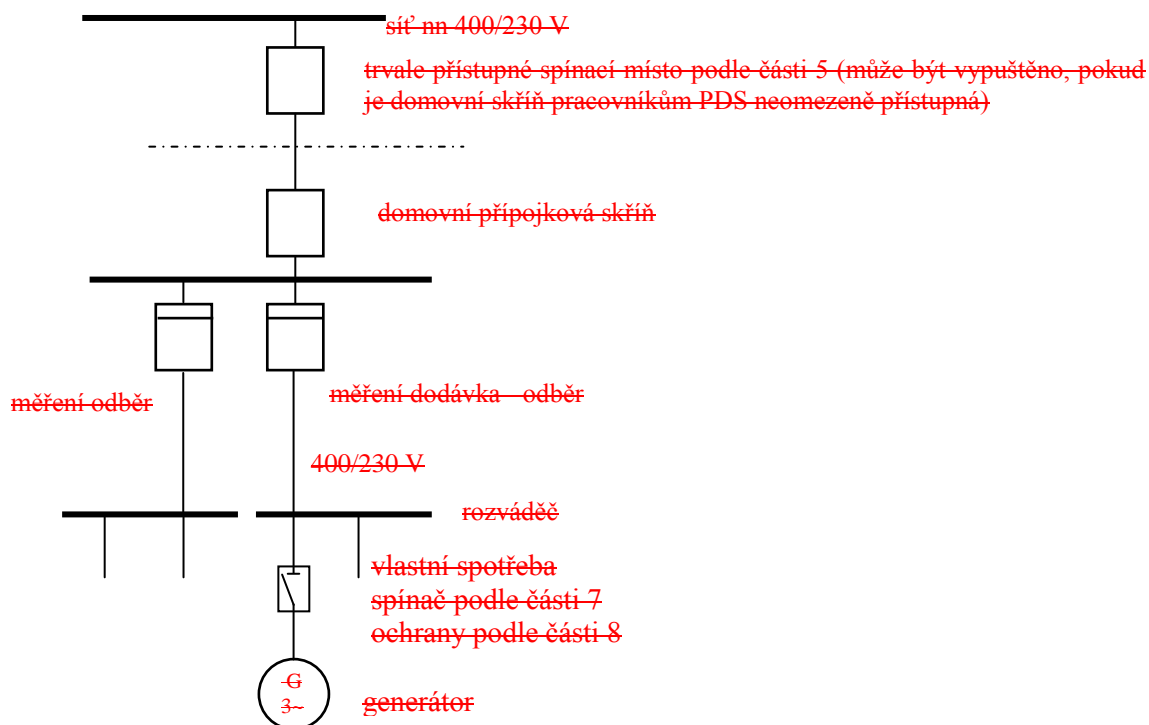 síť nn 400/230 V
trvale přístupné spínací místo podle části 5 (může být vypuštěno, pokud
je domovní skříň pracovníkům PDS neomezeně přístupná)
domovní přípojková skříň
měření odběr
měření dodávka - odběr
400/230 V
rozváděč
vlastní spotřeba
spínač podle části 7
ochrany podle části 8
G
3~
generátor